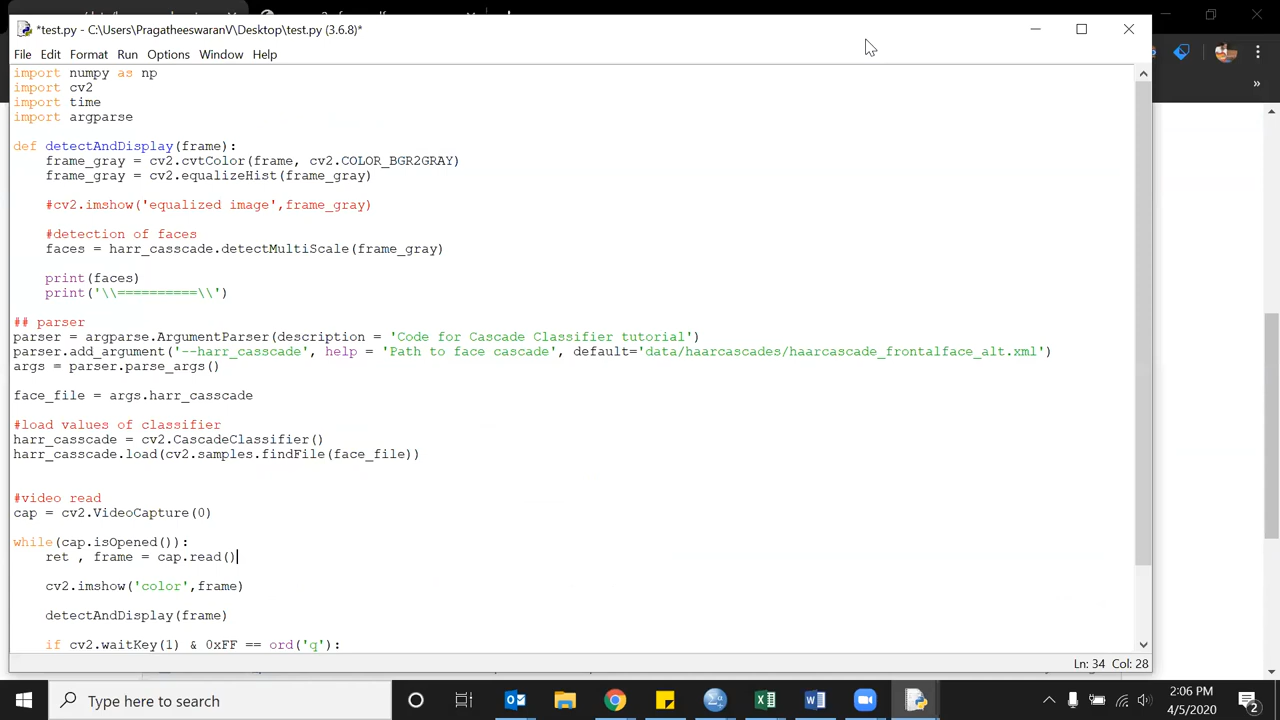 *test.py - C:\Users\PragatheeswaranV\Desktop\test.py (3.6.8)*
File Edit Format Run Options Window Help
import numpy as np
import cv2
import time
import argparse
def detectAndDisplay(frame):
    frame_gray = cv2.cvtColor(frame, cv2.COLOR_BGR2GRAY)
    frame_gray = cv2.equalizeHist(frame_gray)
    #cv2.imshow('equalized image',frame_gray)
    #detection of faces
    faces = harr_casscade.detectMultiScale(frame_gray)
    print(faces)
    print('\\==========\\')
## parser
parser = argparse.ArgumentParser(description = 'Code for Cascade Classifier tutorial')
parser.add_argument('--harr_casscade', help = 'Path to face cascade', default='data/haarcascades/haarcascade_frontalface_alt.xml')
args = parser.parse_args()
face_file = args.harr_casscade
#load values of classifier
harr_casscade = cv2.CascadeClassifier()
harr_casscade.load(cv2.samples.findFile(face_file))
#video read
cap = cv2.VideoCapture(0)
while(cap.isOpened()):
    ret , frame = cap.read()
    cv2.imshow('color',frame)
    detectAndDisplay(frame)
    if cv2.waitKey(1) & 0xFF == ord('q'):
Ln: 34 Col: 28
Type here to search
2:06 PM
4/5/2020
2